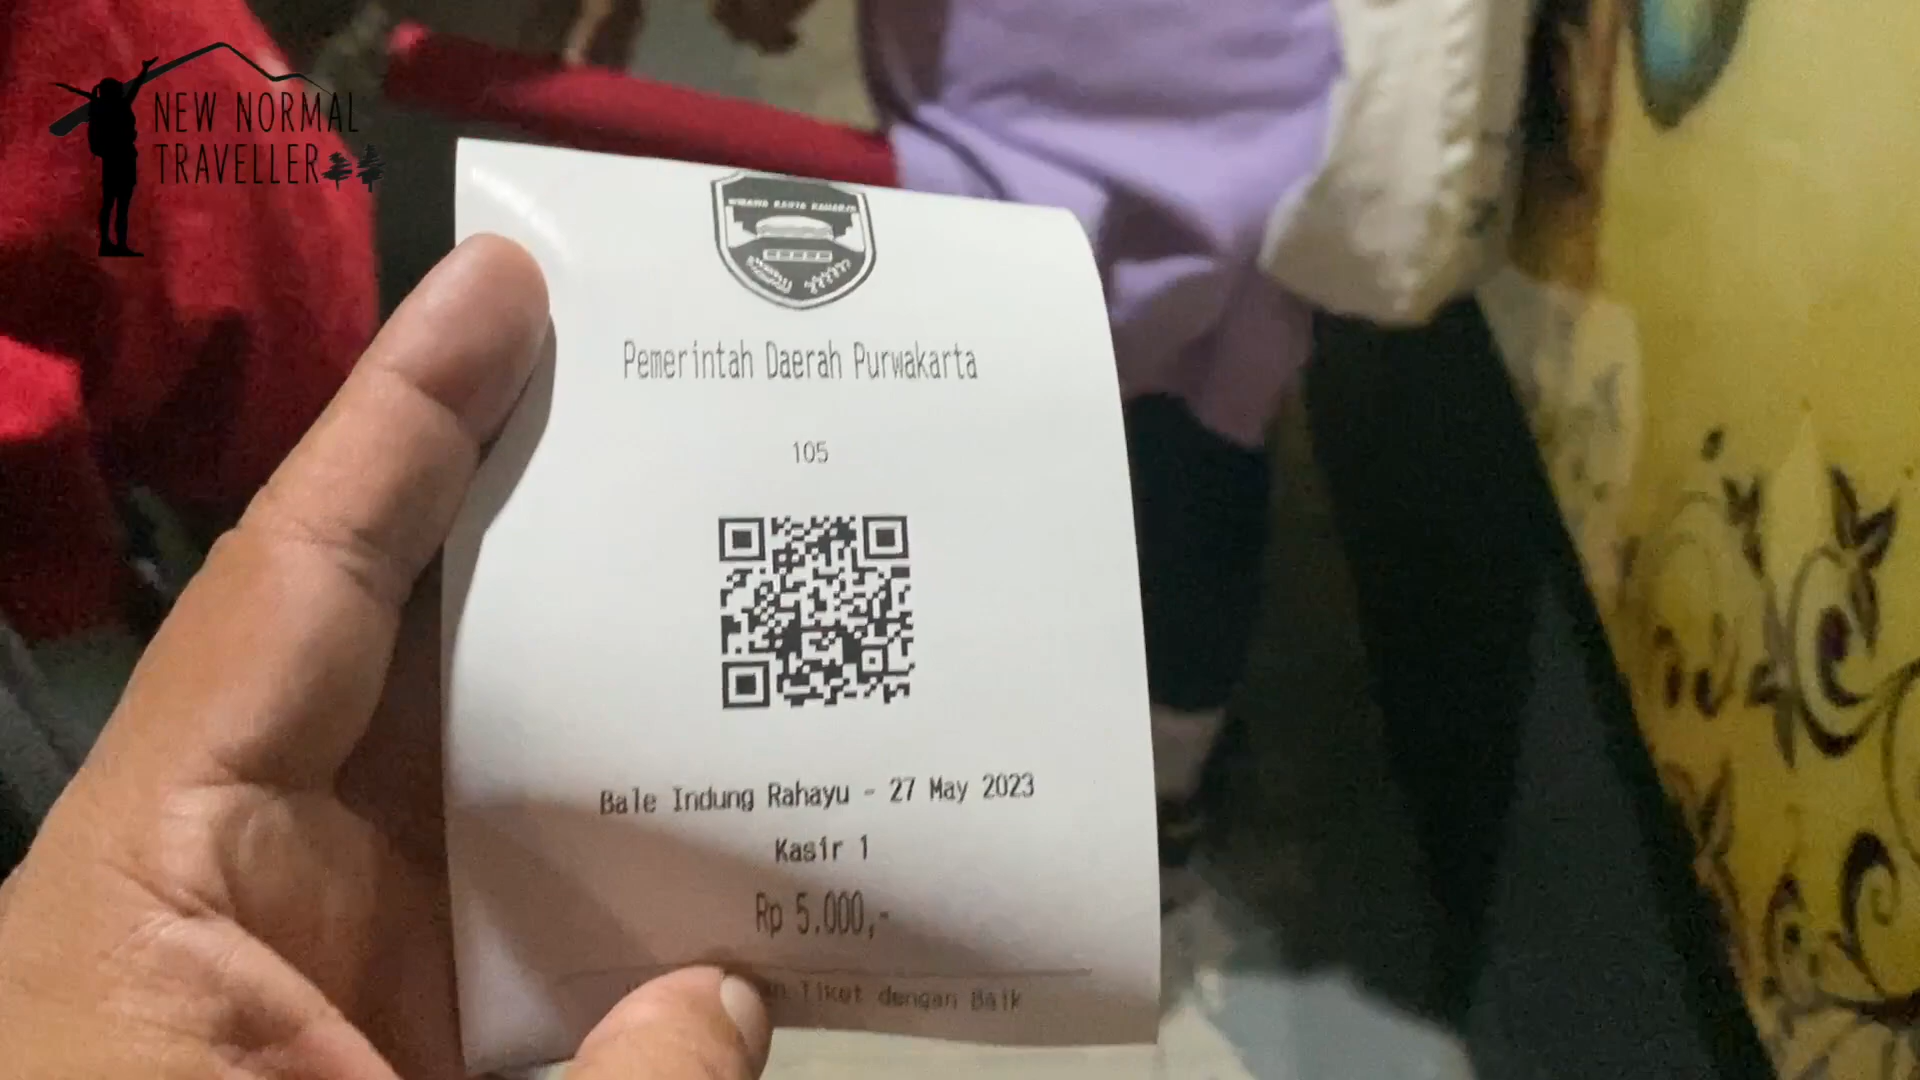 NEW NORMAL
TRAVELLER
Pemerintah Daerah Purwakarta
105
Bale Indung Rahayu - 27 May 2023
Kasir 1
Rp 5.000,-
Tiket dengan Baik